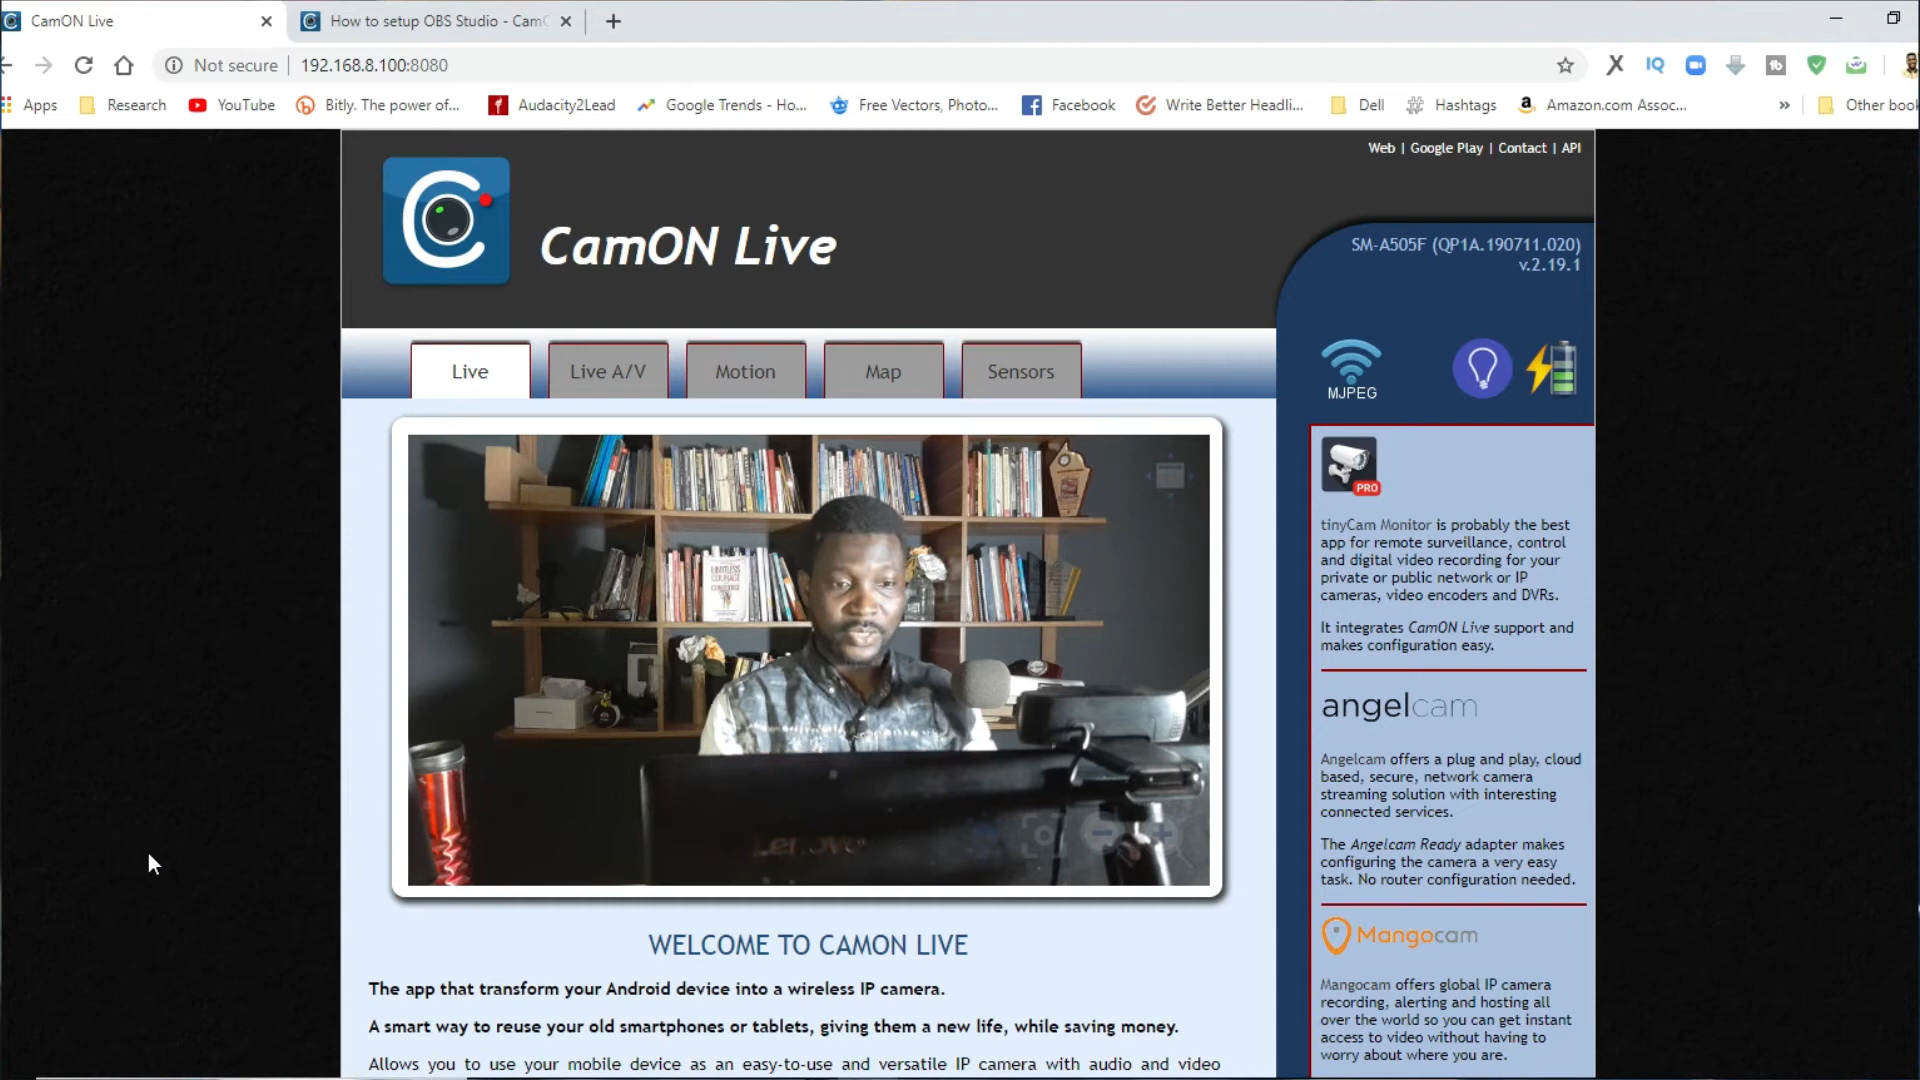 CamON Live
How to setup OBS Studio - Cam
Not secure
192.168.8.100:8080
Apps
Research
YouTube
Bitly. The power of...
Audacity2Lead
Google Trends - Ho...
Free Vectors, Photo...
Facebook
Write Better Headli...
Dell
Hashtags
Amazon.com Assoc...
»
Other book
Web | Google Play | Contact | API
CamON Live
SM-A505F (QP1A.190711.020)
v.2.19.1
Live
Live A/V
Motion
Map
Sensors
MJPEG
LIMITLESS
COURAGE
Lenovo
WELCOME TO CAMON LIVE
The app that transform your Android device into a wireless IP camera.
A smart way to reuse your old smartphones or tablets, giving them a new life, while saving money.
Allows you to use your mobile device as an easy-to-use and versatile IP camera with audio and video
PRO
tinyCam Monitor is probably the best
app for remote surveillance, control
and digital video recording for your
private or public network or IP
cameras, video encoders and DVRs.
It integrates CamON Live support and
makes configuration easy.
angelcam
Angelcam offers a plug and play, cloud
based, secure, network camera
streaming solution with interesting
connected services.
The Angelcam Ready adapter makes
configuring the camera a very easy
task. No router configuration needed.
Mangocam
Mangocam offers global IP camera
recording, alerting and hosting all
over the world so you can get instant
access to video without having to
worry about where you are.